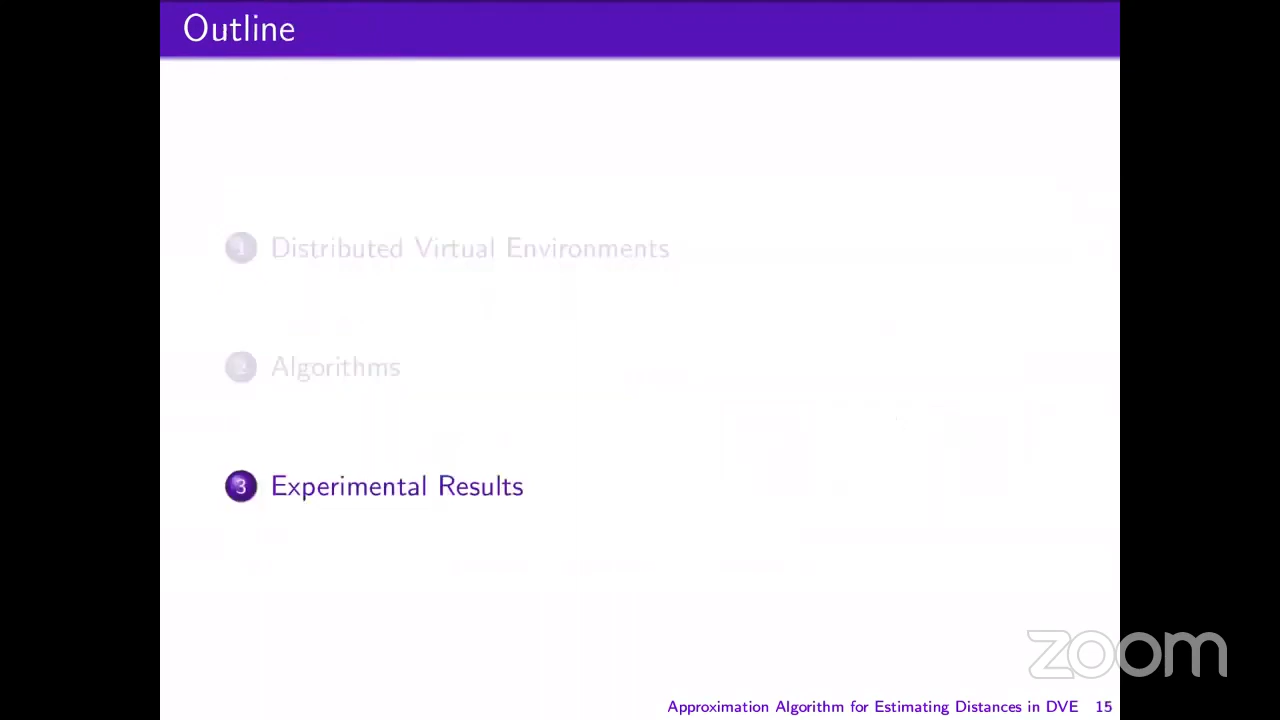 Outline
1 Distributed Virtual Environments
2 Algorithms
3 Experimental Results
zoom
Approximation Algorithm for Estimating Distances in DVE 15